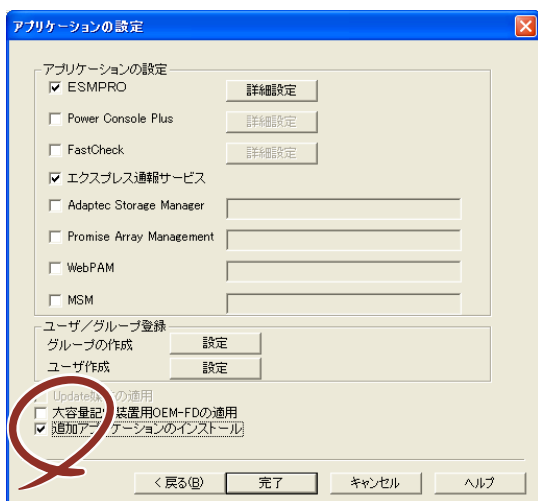 アプリケーションの設定
アプリケーションの設定
ESMPRO 詳細設定
Power Console Plus 詳細設定
FastCheck 詳細設定
エクスプレス通報サービス
Adaptec Storage Manager
Promise Array Management
WebPAM
MSM
ユーザ/グループ登録
グループの作成 設定
ユーザ作成 設定
Update の適用
大容量記憶装置用OEM-FDの適用
追加アプリケーションのインストール
< 戻る(B) 完了 キャンセル ヘルプ